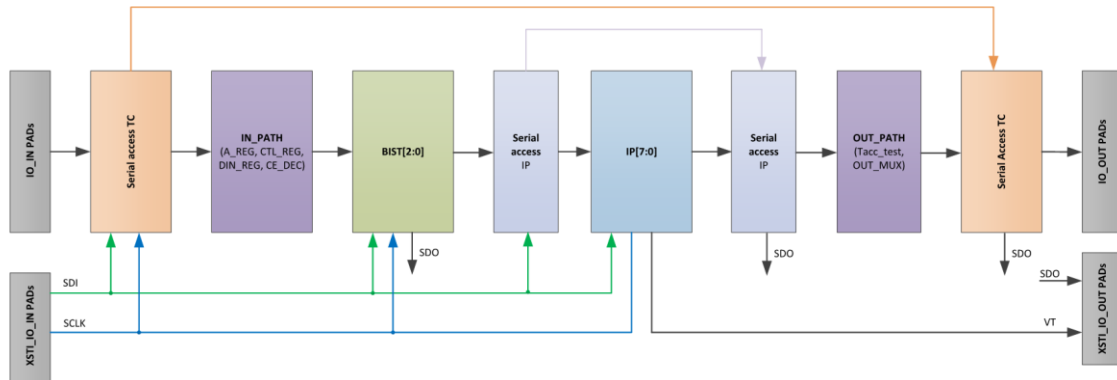 IO_IN PADs
Serial access TC
IN_PATH
(A_REG, CTL_REG,
DIN_REG, CE_DEC)
BIST[2:0]
Serial
access
IP
IP[7:0]
Serial
access
IP
OUT_PATH
(Tacc_test,
OUT_MUX)
Serial Access TC
IO_OUT PADs
SDO
SDO
SDO
XSTI_IO_IN PADs
SDI
SCLK
SDO
VT
XSTI_IO_OUT PADs